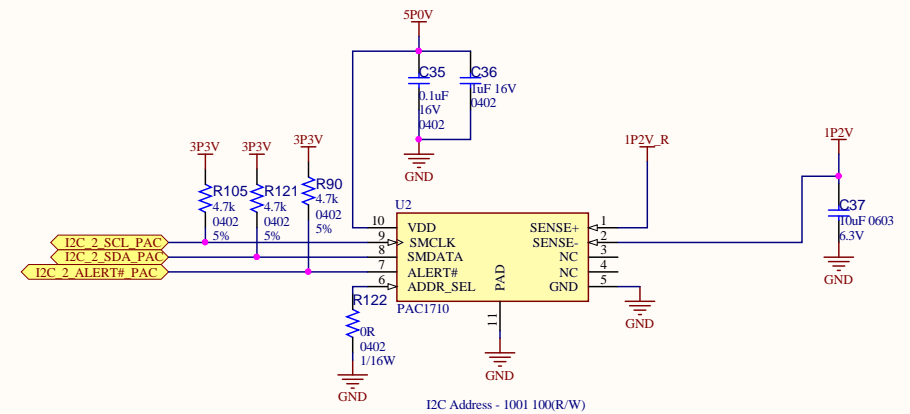 5P0V
C35
0.1uF
16V
0402
C36
1uF 16V
0402
GND
3P3V
3P3V
3P3V
R105
4.7k
0402
5%
R121
4.7k
0402
5%
R90
4.7k
0402
5%
1P2V_R
1P2V
C37
10uF 0603
6.3V
GND
I2C_2_SCL_PAC
I2C_2_SDA_PAC
I2C_2_ALERT#_PAC
U2
10 VDD SENSE+ 1
9 SMCLK SENSE- 2
8 SMDATA NC 3
7 ALERT# NC 4
6 ADDR_SEL GND 5
PAD
11
PAC1710
R122
0R
0402
1/16W
GND
GND
GND
I2C Address - 1001 100(R/W)